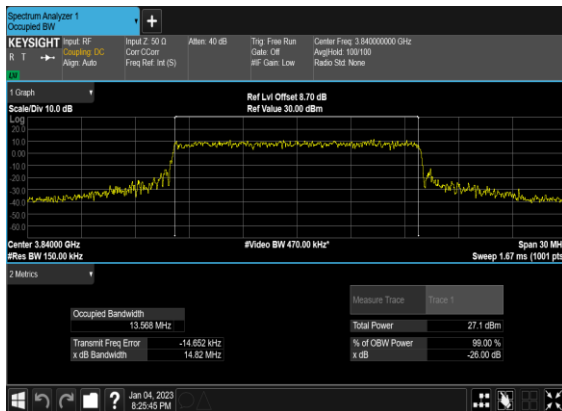 Spectrum Analyzer 1
Occupied BW
+
KEYSIGHT
R T
LXI
Input: RF
Coupling: DC
Align: Auto
Input Z: 50 Ω
Corr CCorr
Freq Ref: Int (S)
Atten: 40 dB
Trig: Free Run
Gate: Off
#IF Gain: Low
Center Freq: 3.840000000 GHz
Avg|Hold: 100/100
Radio Std: None
1 Graph
Scale/Div 10.0 dB
Ref Lvl Offset 8.70 dB
Ref Value 30.00 dBm
Log
20.0
10.0
0.00
-10.0
-20.0
-30.0
-40.0
-50.0
-60.0
Center 3.84000 GHz
#Res BW 150.00 kHz
#Video BW 470.00 kHz*
Span 30 MH
Sweep 1.67 ms (1001 pts
2 Metrics
Measure Trace Trace 1
Occupied Bandwidth
13.568 MHz
Total Power 27.1 dBm
Transmit Freq Error -14.652 kHz
% of OBW Power 99.00 %
x dB Bandwidth 14.82 MHz
x dB -26.00 dB
?
Jan 04, 2023
8:25:45 PM